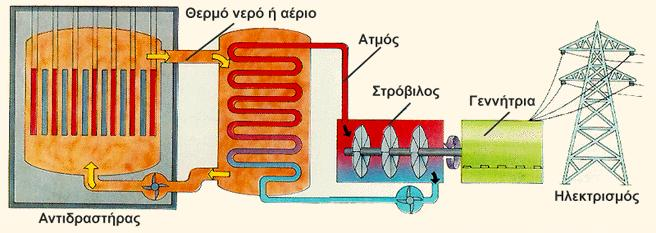 Θερμό νερό ή αέριο
Ατμός
Στρόβιλος
Γεννήτρια
Αντιδραστήρας
Ηλεκτρισμός